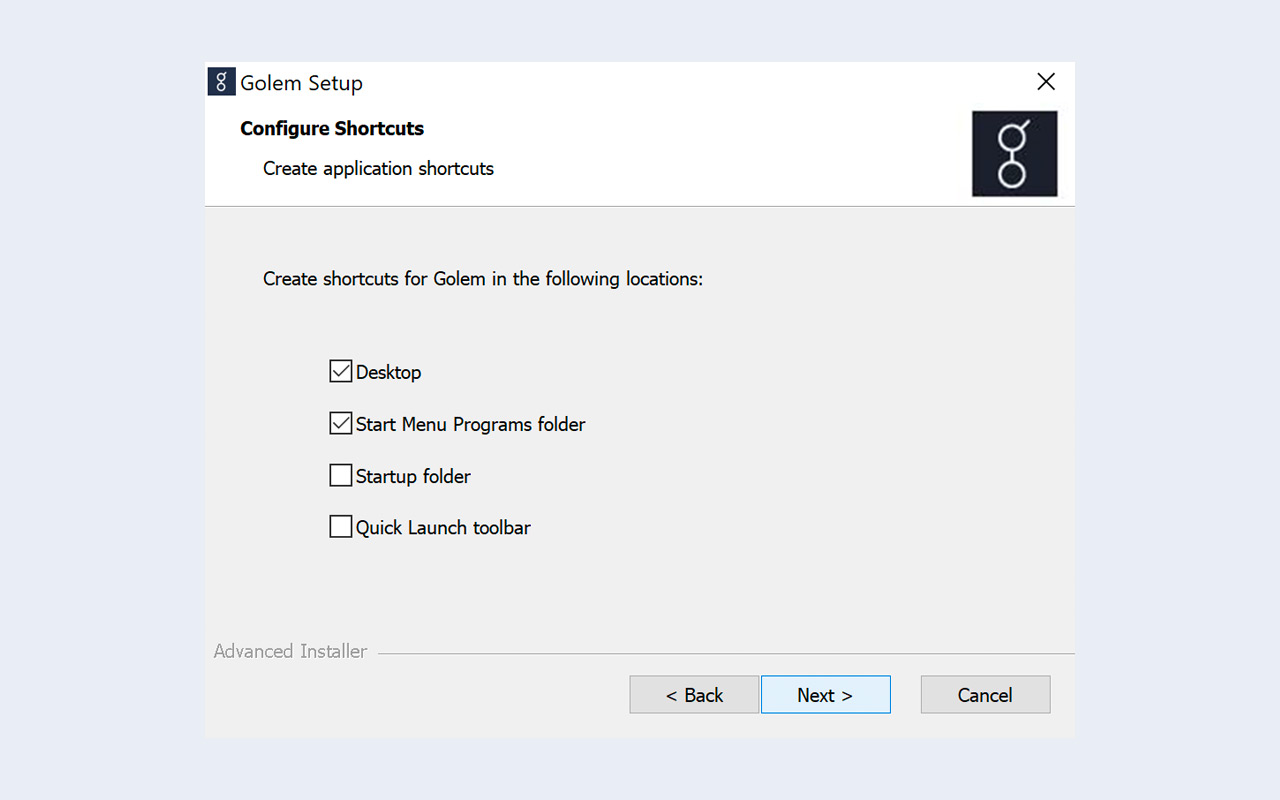 Golem Setup
Configure Shortcuts
Create application shortcuts
Create shortcuts for Golem in the following locations:
Desktop
Start Menu Programs folder
Startup folder
Quick Launch toolbar
Advanced Installer
< Back
Next >
Cancel